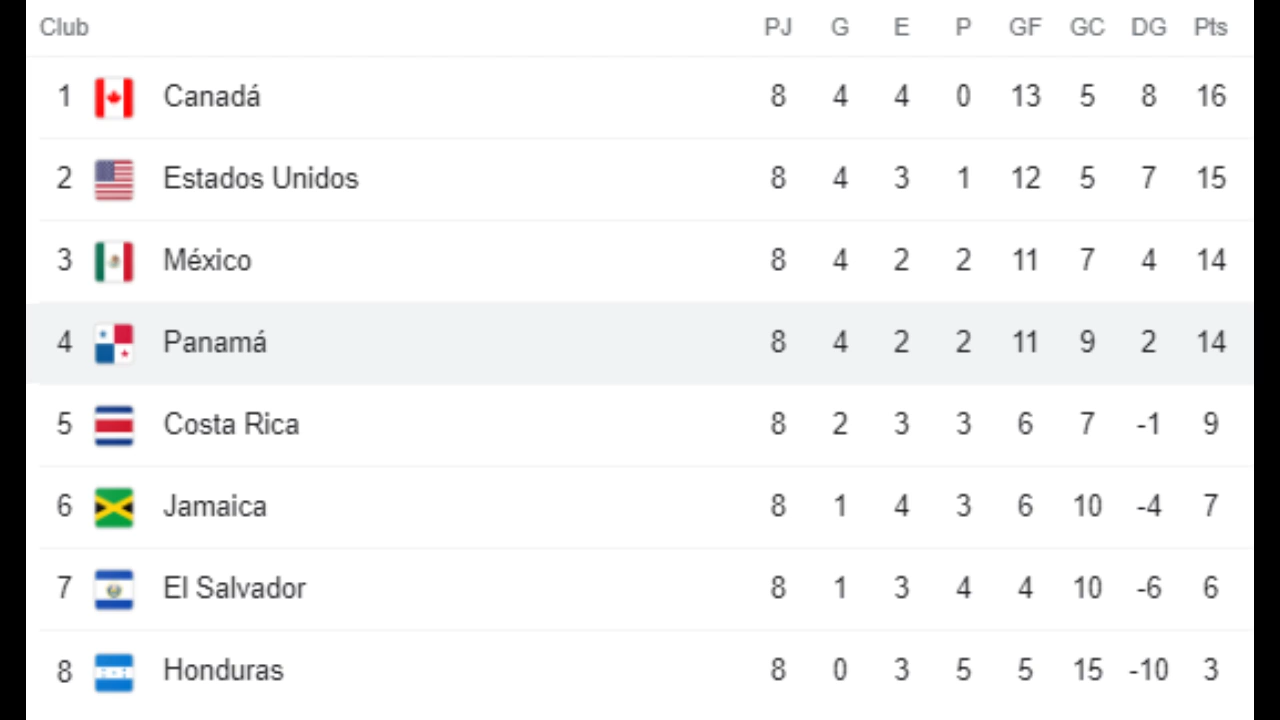 Club PJ G E P GF GC DG Pts
1 Canadá 8 4 4 0 13 5 8 16
2 Estados Unidos 8 4 3 1 12 5 7 15
3 México 8 4 2 2 11 7 4 14
4 Panamá 8 4 2 2 11 9 2 14
5 Costa Rica 8 2 3 3 6 7 -1 9
6 Jamaica 8 1 4 3 6 10 -4 7
7 El Salvador 8 1 3 4 4 10 -6 6
8 Honduras 8 0 3 5 5 15 -10 3